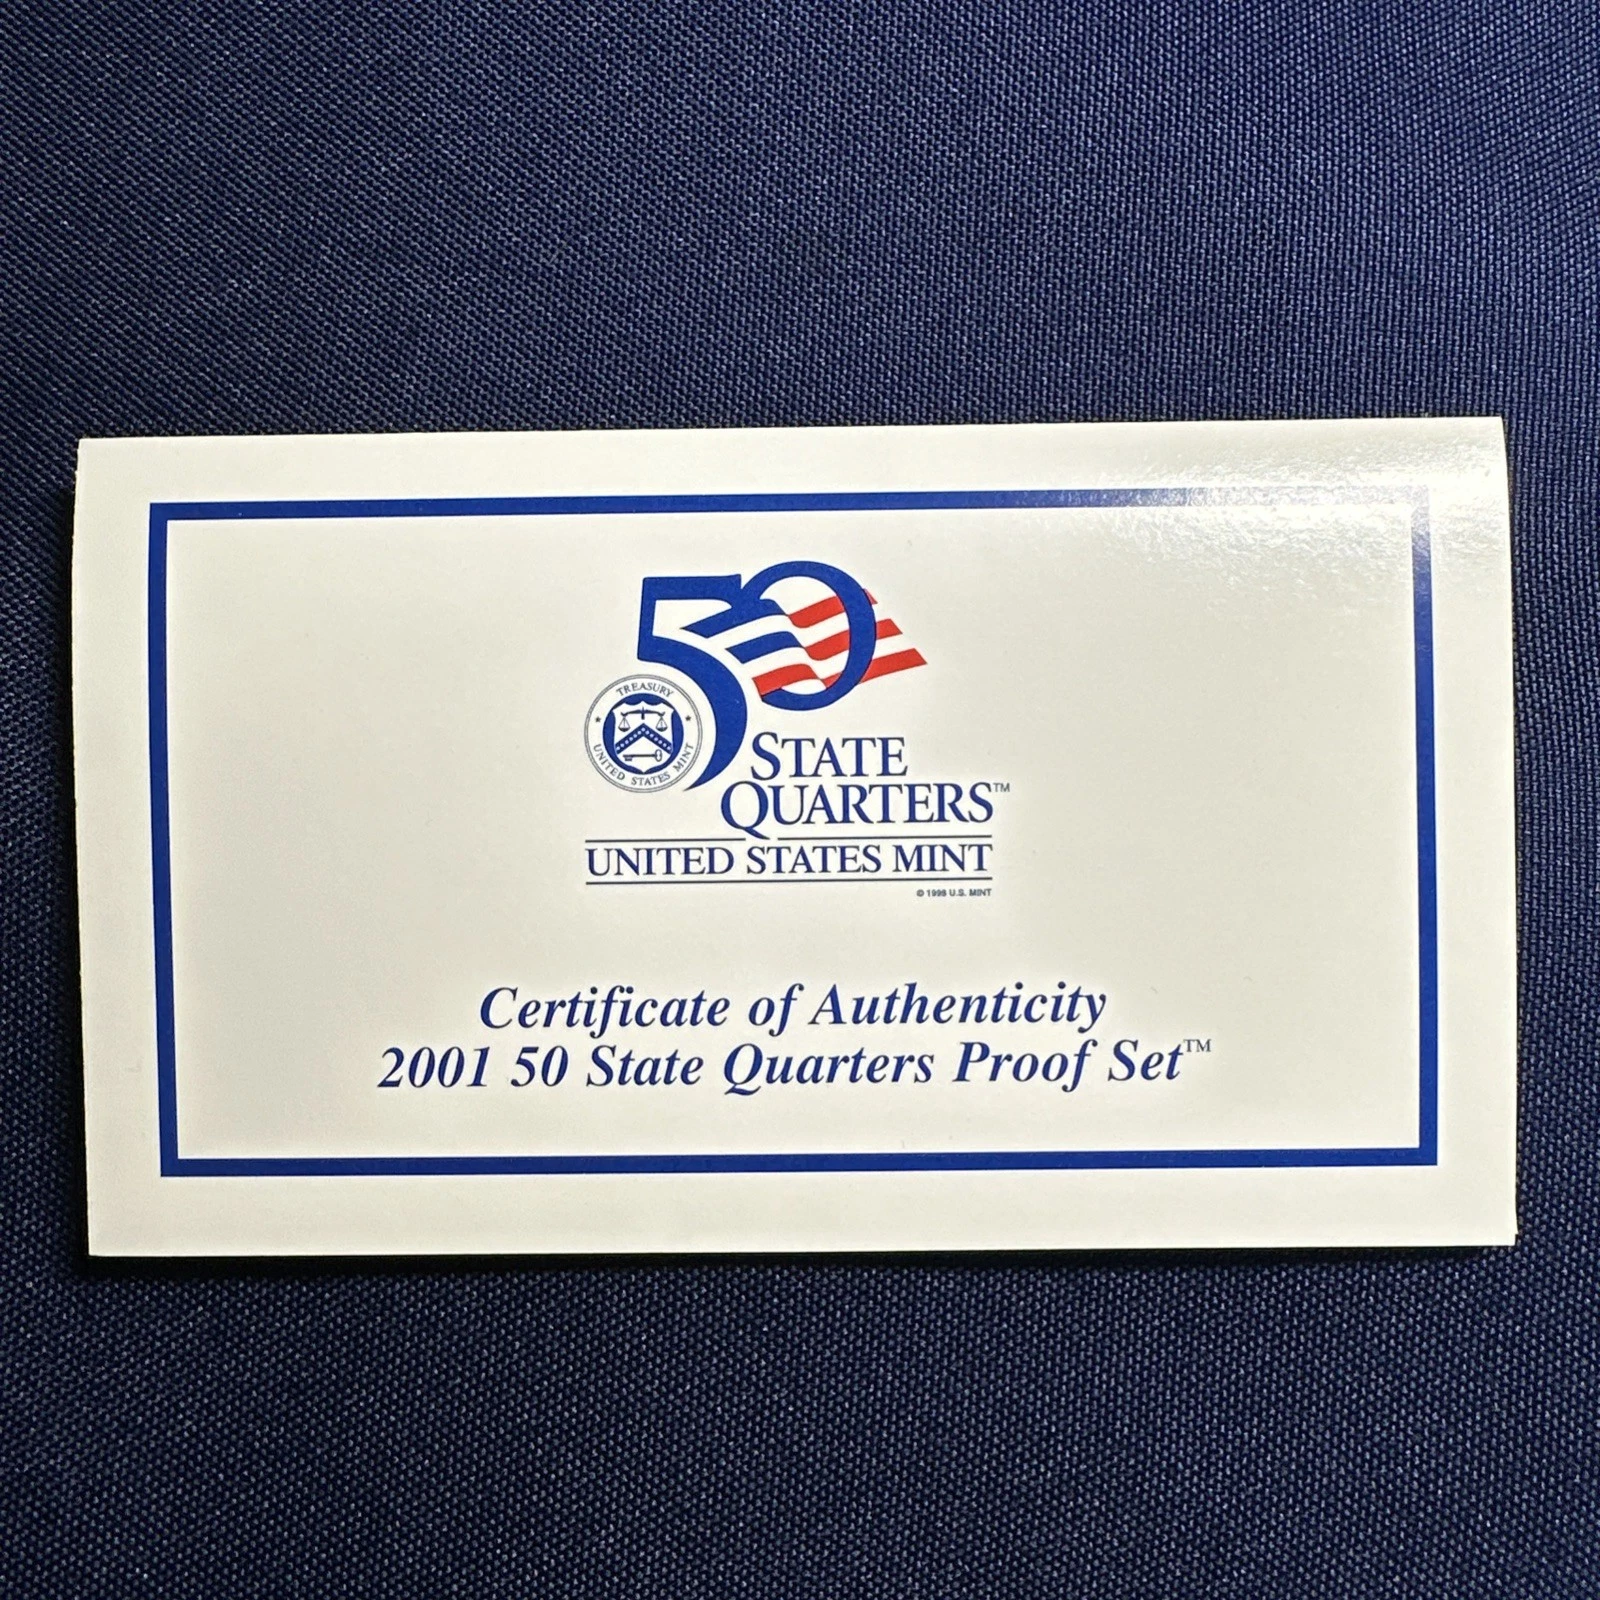 50
TREASURY
UNITED STATES MINT
STATE
QUARTERS™
UNITED STATES MINT
© 1998 U.S. MINT
Certificate of Authenticity
2001 50 State Quarters Proof Set™